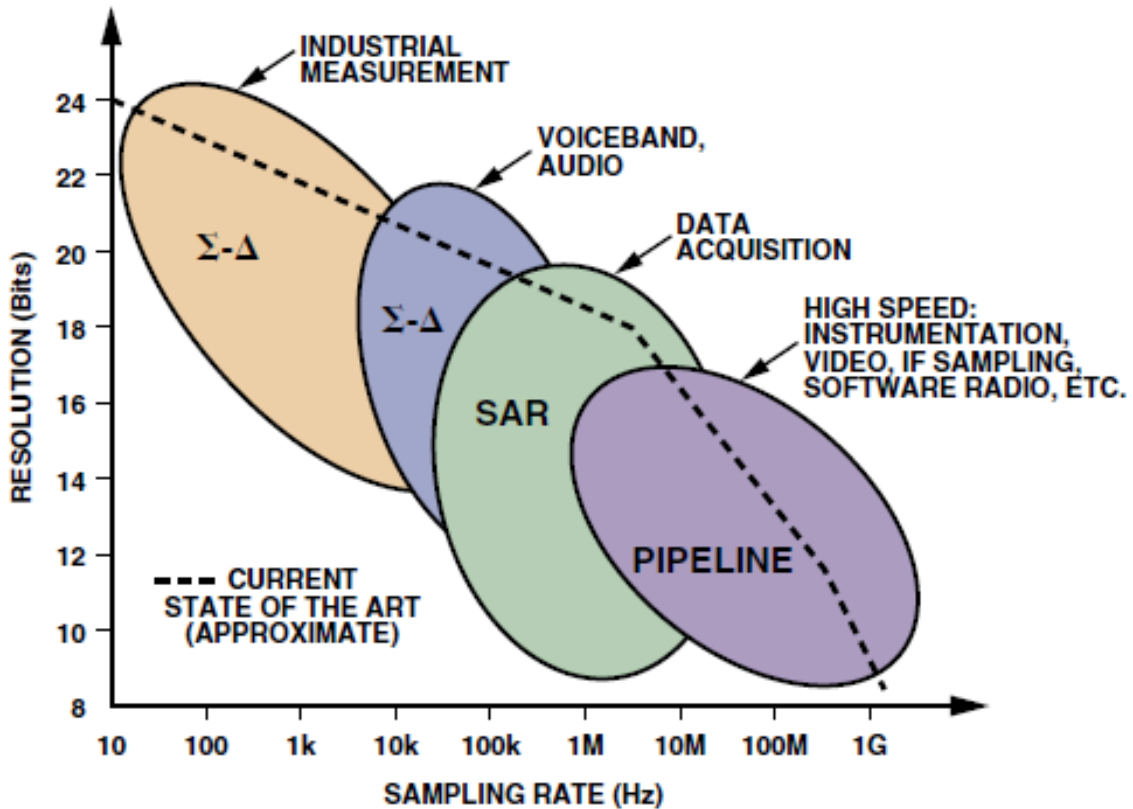 INDUSTRIAL
MEASUREMENT
VOICEBAND,
AUDIO
DATA
ACQUISITION
HIGH SPEED:
INSTRUMENTATION,
VIDEO, IF SAMPLING,
SOFTWARE RADIO, ETC.
Σ-Δ
Σ-Δ
SAR
PIPELINE
CURRENT
STATE OF THE ART
(APPROXIMATE)
RESOLUTION (Bits)
24
22
20
18
16
14
12
10
8
10 100 1k 10k 100k 1M 10M 100M 1G
SAMPLING RATE (Hz)